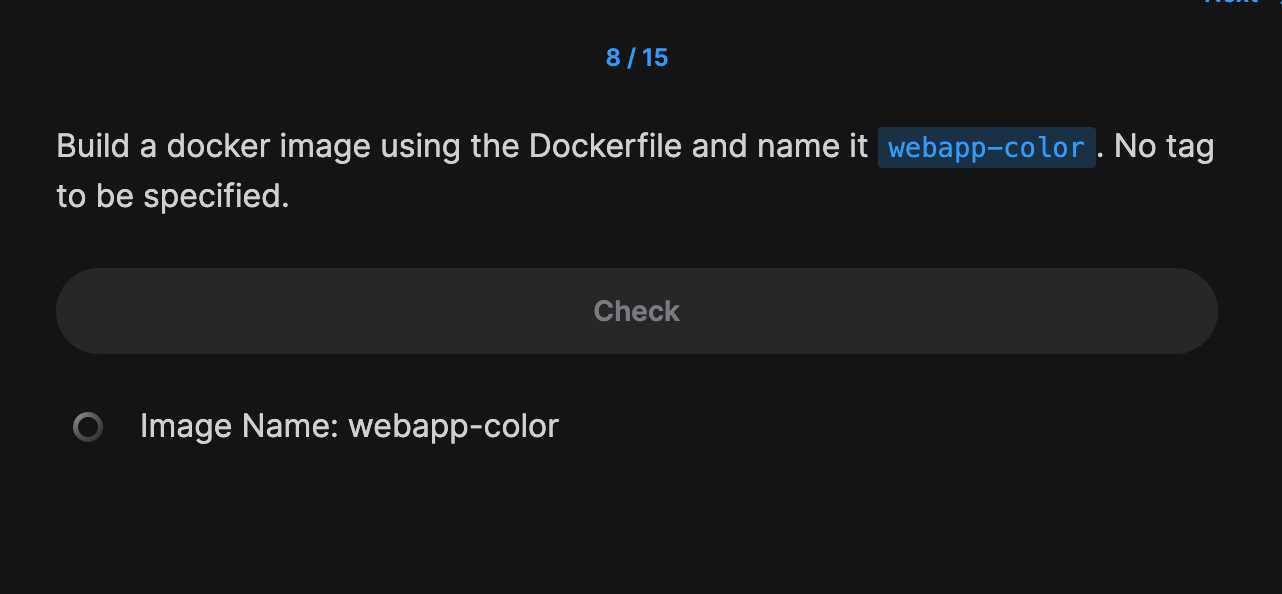 8 / 15
Build a docker image using the Dockerfile and name it webapp-color. No tag
to be specified.
Check
Image Name: webapp-color